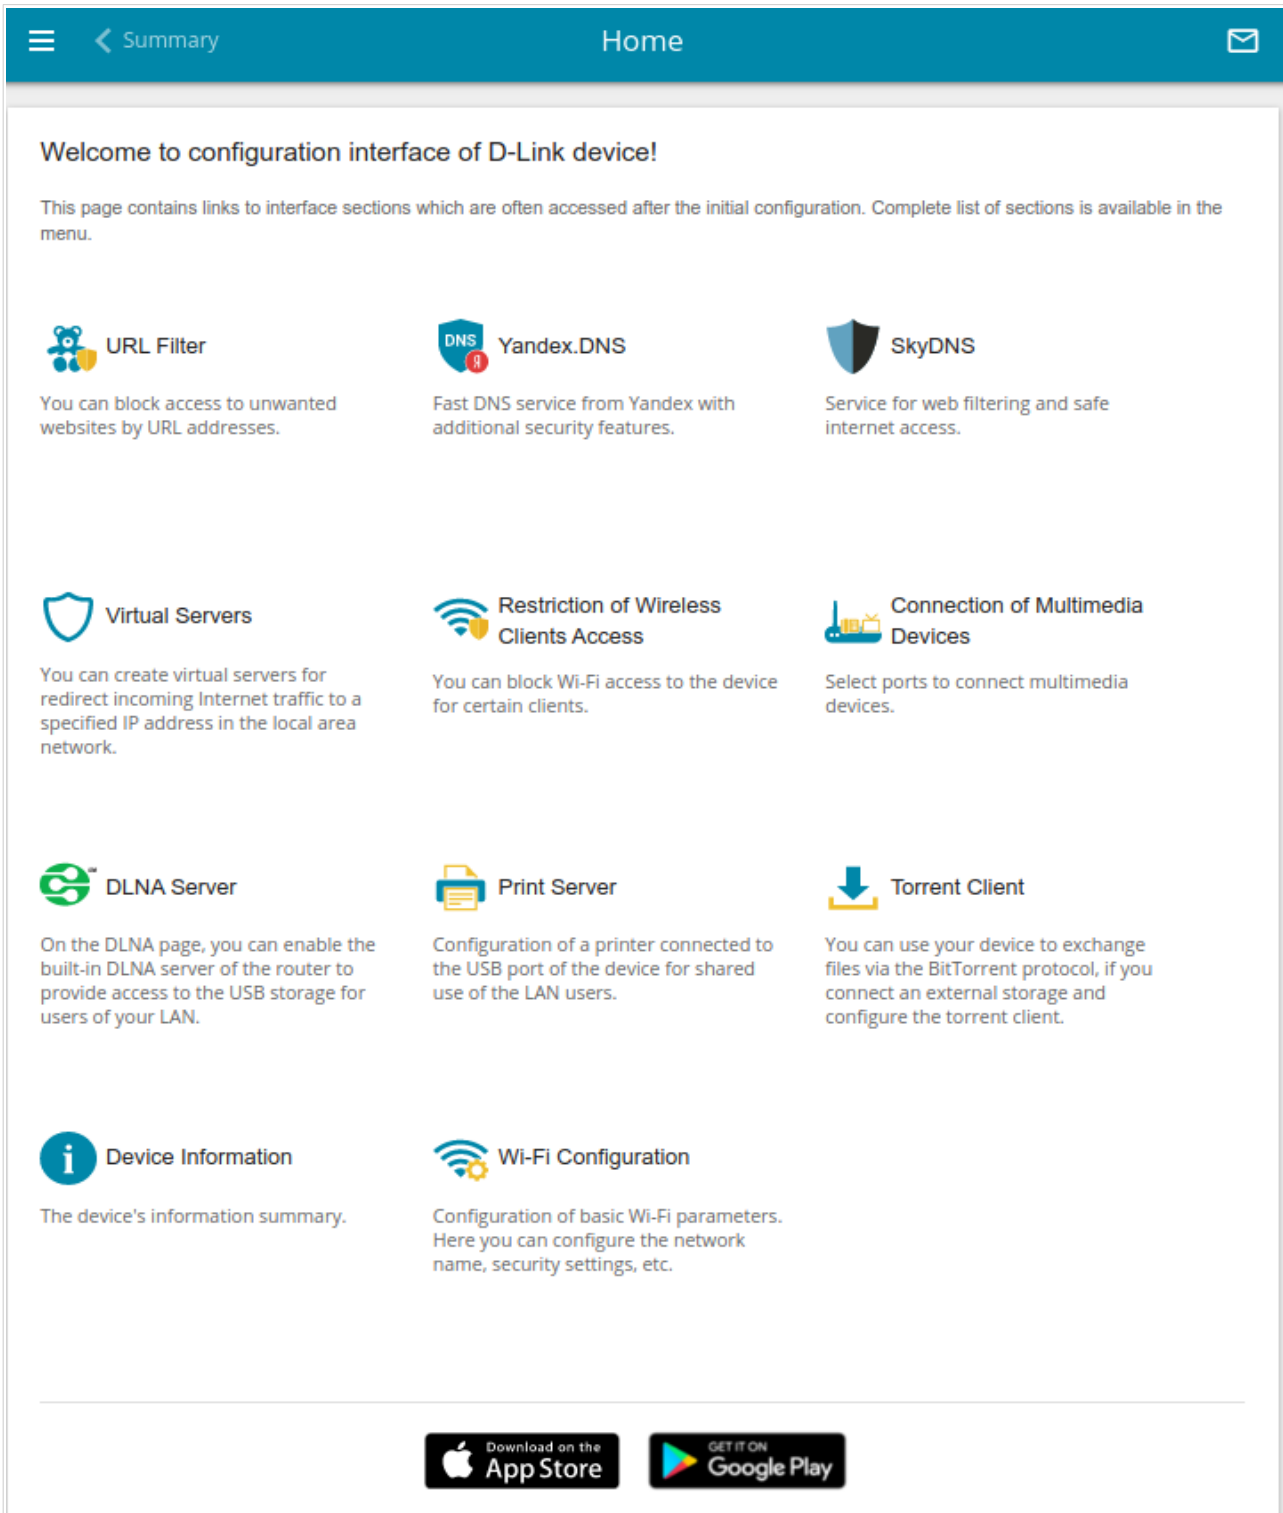 Summary
Home
Welcome to configuration interface of D-Link device!
This page contains links to interface sections which are often accessed after the initial configuration. Complete list of sections is available in the
menu.
URL Filter
You can block access to unwanted
websites by URL addresses.
DNS
Я
Yandex.DNS
Fast DNS service from Yandex with
additional security features.
SkyDNS
Service for web filtering and safe
internet access.
Virtual Servers
You can create virtual servers for
redirect incoming Internet traffic to a
specified IP address in the local area
network.
Restriction of Wireless
Clients Access
You can block Wi-Fi access to the device
for certain clients.
Connection of Multimedia
Devices
Select ports to connect multimedia
devices.
DLNA Server
On the DLNA page, you can enable the
built-in DLNA server of the router to
provide access to the USB storage for
users of your LAN.
Print Server
Configuration of a printer connected to
the USB port of the device for shared
use of the LAN users.
Torrent Client
You can use your device to exchange
files via the BitTorrent protocol, if you
connect an external storage and
configure the torrent client.
i
Device Information
The device's information summary.
Wi-Fi Configuration
Configuration of basic Wi-Fi parameters.
Here you can configure the network
name, security settings, etc.
Download on the
App Store
GET IT ON
Google Play